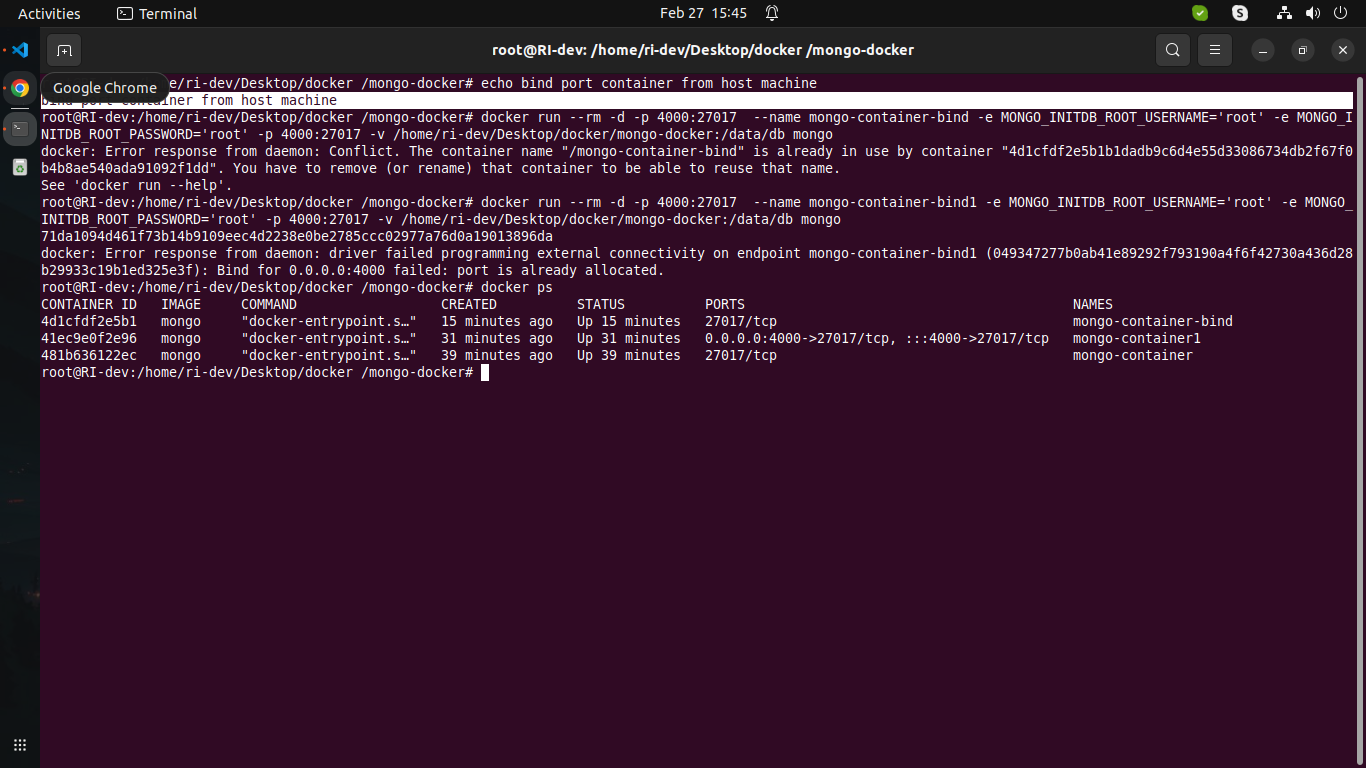 Activities
Terminal
Feb 27 15:45
S
root@RI-dev: /home/ri-dev/Desktop/docker /mongo-docker
Google Chrome
e/ri-dev/Desktop/docker /mongo-docker# echo bind port container from host machine
bind port container from host machine
root@RI-dev:/home/ri-dev/Desktop/docker /mongo-docker# docker run --rm -d -p 4000:27017  --name mongo-container-bind -e MONGO_INITDB_ROOT_USERNAME='root' -e MONGO_I
NITDB_ROOT_PASSWORD='root' -p 4000:27017 -v /home/ri-dev/Desktop/docker/mongo-docker:/data/db mongo
docker: Error response from daemon: Conflict. The container name "/mongo-container-bind" is already in use by container "4d1cfdf2e5b1b1dadb9c6d4e55d33086734db2f67f0
b4b8ae540ada91092f1dd". You have to remove (or rename) that container to be able to reuse that name.
See 'docker run --help'.
root@RI-dev:/home/ri-dev/Desktop/docker /mongo-docker# docker run --rm -d -p 4000:27017  --name mongo-container-bind1 -e MONGO_INITDB_ROOT_USERNAME='root' -e MONGO_
INITDB_ROOT_PASSWORD='root' -p 4000:27017 -v /home/ri-dev/Desktop/docker/mongo-docker:/data/db mongo
71da1094d461f73b14b9109eec4d2238e0be2785ccc02977a76d0a19013896da
docker: Error response from daemon: driver failed programming external connectivity on endpoint mongo-container-bind1 (049347277b0ab41e89292f793190a4f6f42730a436d28
b29933c19b1ed325e3f): Bind for 0.0.0.0:4000 failed: port is already allocated.
root@RI-dev:/home/ri-dev/Desktop/docker /mongo-docker# docker ps
CONTAINER ID   IMAGE     COMMAND                  CREATED          STATUS          PORTS                                         NAMES
4d1cfdf2e5b1   mongo     "docker-entrypoint.s…"   15 minutes ago   Up 15 minutes   27017/tcp                                     mongo-container-bind
41ec9e0f2e96   mongo     "docker-entrypoint.s…"   31 minutes ago   Up 31 minutes   0.0.0.0:4000->27017/tcp, :::4000->27017/tcp   mongo-container1
481b636122ec   mongo     "docker-entrypoint.s…"   39 minutes ago   Up 39 minutes   27017/tcp                                     mongo-container
root@RI-dev:/home/ri-dev/Desktop/docker /mongo-docker#